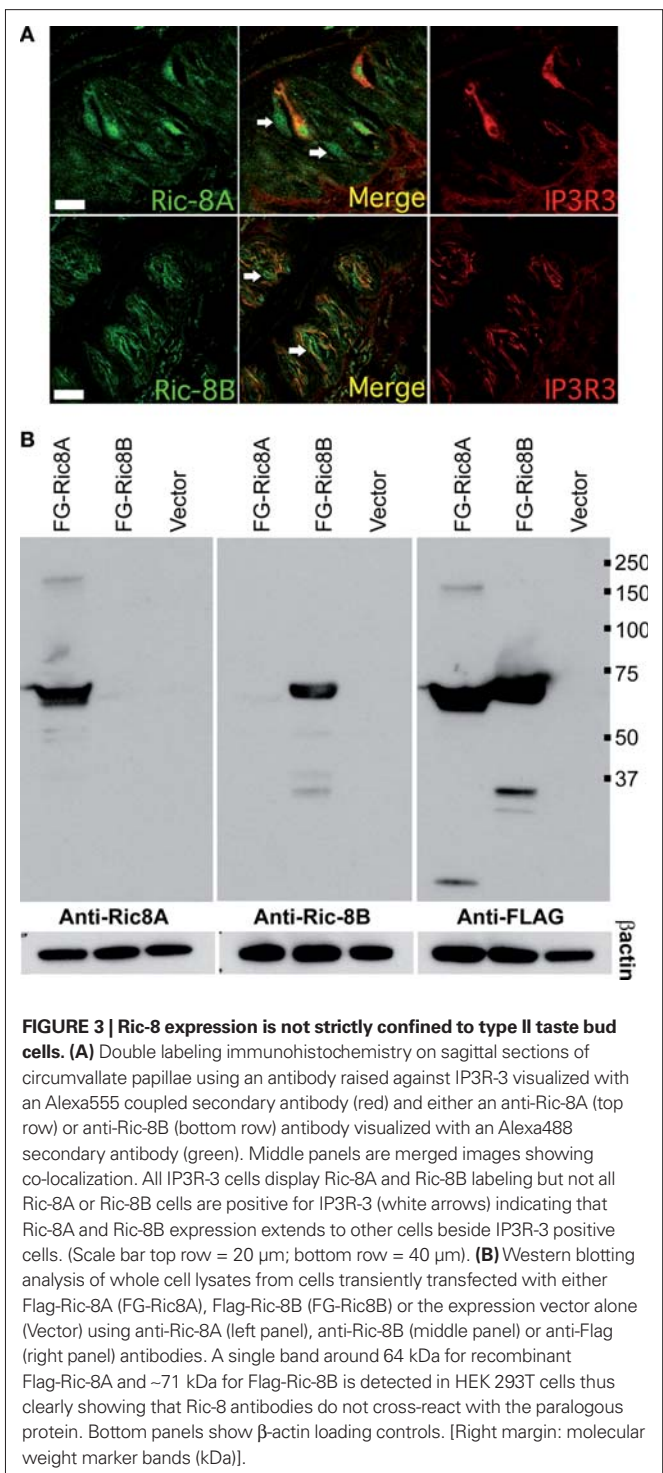 A
Ric-8A
Merge
IP3R3
Ric-8B
Merge
IP3R3
B
FG-Ric8A
FG-Ric8B
Vector
FG-Ric8A
FG-Ric8B
Vector
FG-Ric8A
FG-Ric8B
Vector
250
150
100
75
50
37
Anti-Ric8A
Anti-Ric-8B
Anti-FLAG
βactin
FIGURE 3 | Ric-8 expression is not strictly confined to type II taste bud
cells. (A) Double labeling immunohistochemistry on sagittal sections of
circumvallate papillae using an antibody raised against IP3R-3 visualized with
an Alexa555 coupled secondary antibody (red) and either an anti-Ric-8A (top
row) or anti-Ric-8B (bottom row) antibody visualized with an Alexa488
secondary antibody (green). Middle panels are merged images showing
co-localization. All IP3R-3 cells display Ric-8A and Ric-8B labeling but not all
Ric-8A or Ric-8B cells are positive for IP3R-3 (white arrows) indicating that
Ric-8A and Ric-8B expression extends to other cells beside IP3R-3 positive
cells. (Scale bar top row = 20 µm; bottom row = 40 µm). (B) Western blotting
analysis of whole cell lysates from cells transiently transfected with either
Flag-Ric-8A (FG-Ric8A), Flag-Ric-8B (FG-Ric8B) or the expression vector alone
(Vector) using anti-Ric-8A (left panel), anti-Ric-8B (middle panel) or anti-Flag
(right panel) antibodies. A single band around 64 kDa for recombinant
Flag-Ric-8A and ~71 kDa for Flag-Ric-8B is detected in HEK 293T cells thus
clearly showing that Ric-8 antibodies do not cross-react with the paralogous
protein. Bottom panels show β-actin loading controls. [Right margin: molecular
weight marker bands (kDa)].